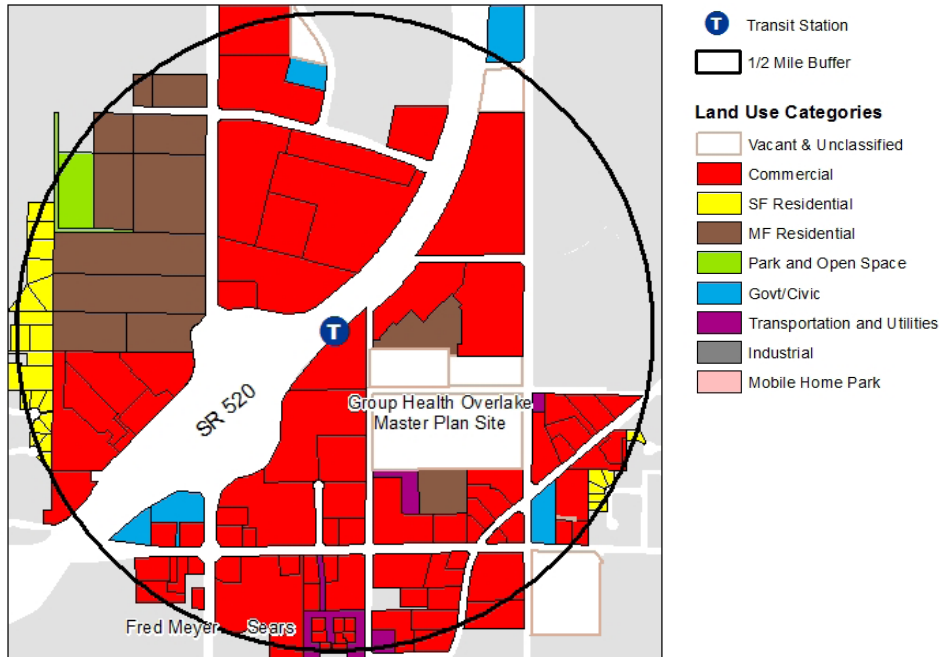 T
SR 520
Group Health Overlake
Master Plan Site
Fred Meyer
Sears
T Transit Station
1/2 Mile Buffer
Land Use Categories
Vacant & Unclassified
Commercial
SF Residential
MF Residential
Park and Open Space
Govt/Civic
Transportation and Utilities
Industrial
Mobile Home Park